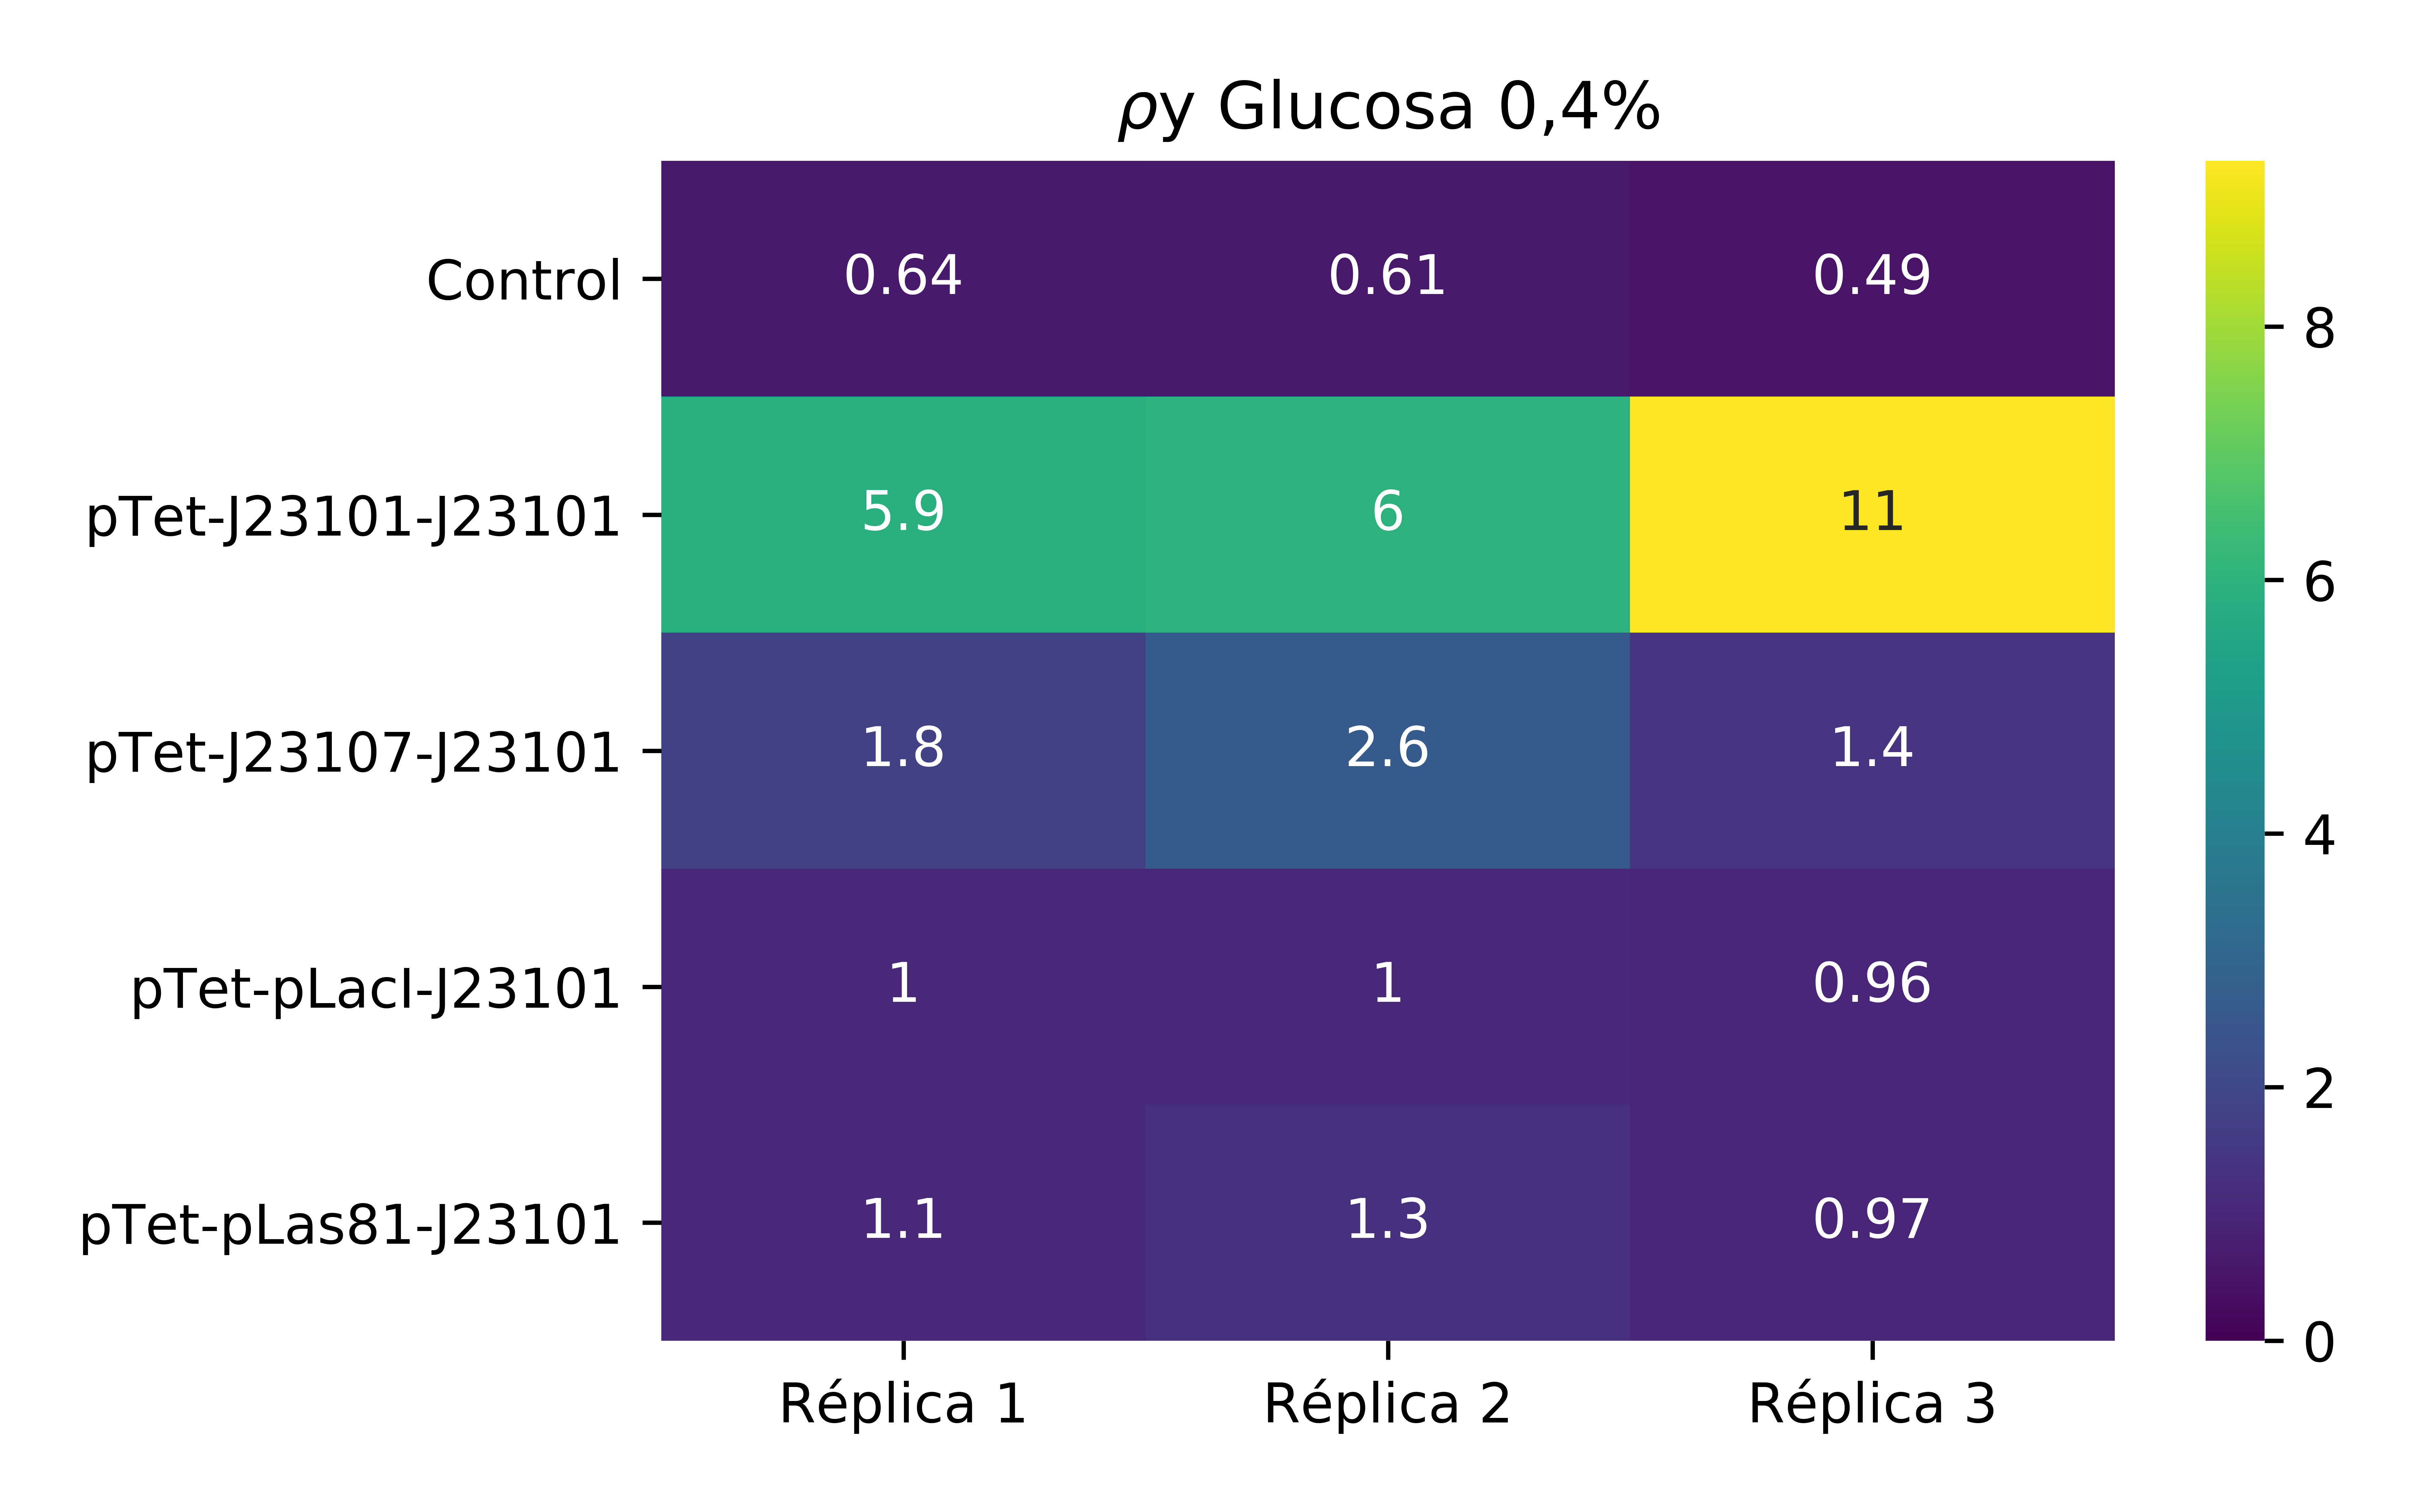 ρy Glucosa 0,4%
Control 0.64 0.61 0.49
pTet-J23101-J23101 5.9 6 11
pTet-J23107-J23101 1.8 2.6 1.4
pTet-pLacI-J23101 1 1 0.96
pTet-pLas81-J23101 1.1 1.3 0.97
Réplica 1 Réplica 2 Réplica 3
8
6
4
2
0